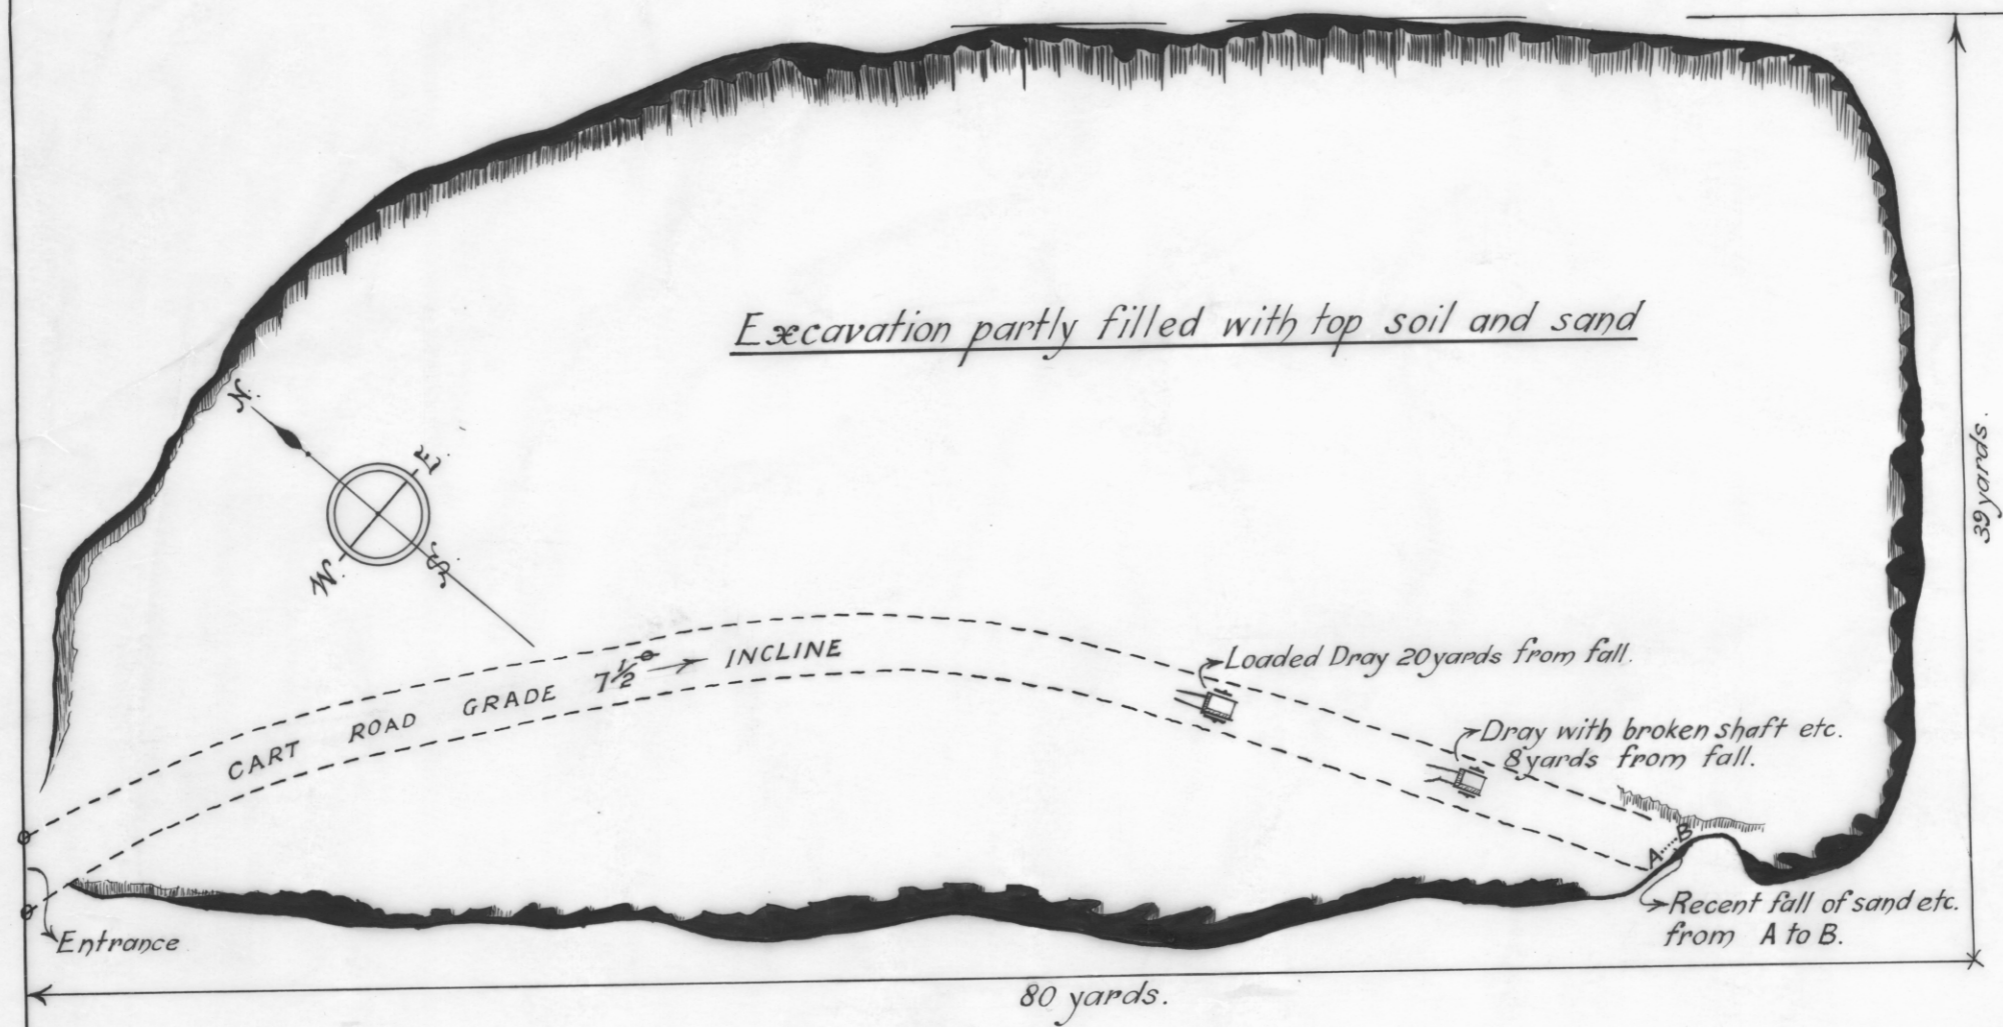 Excavation partly filled with top soil and sand
N.
E.
W.
S.
39 yards.
CART ROAD GRADE 7½ INCLINE
Loaded Dray 20 yards from fall.
Dray with broken shaft etc.
8 yards from fall.
A B
Recent fall of sand etc.
from A to B.
Entrance
80 yards.